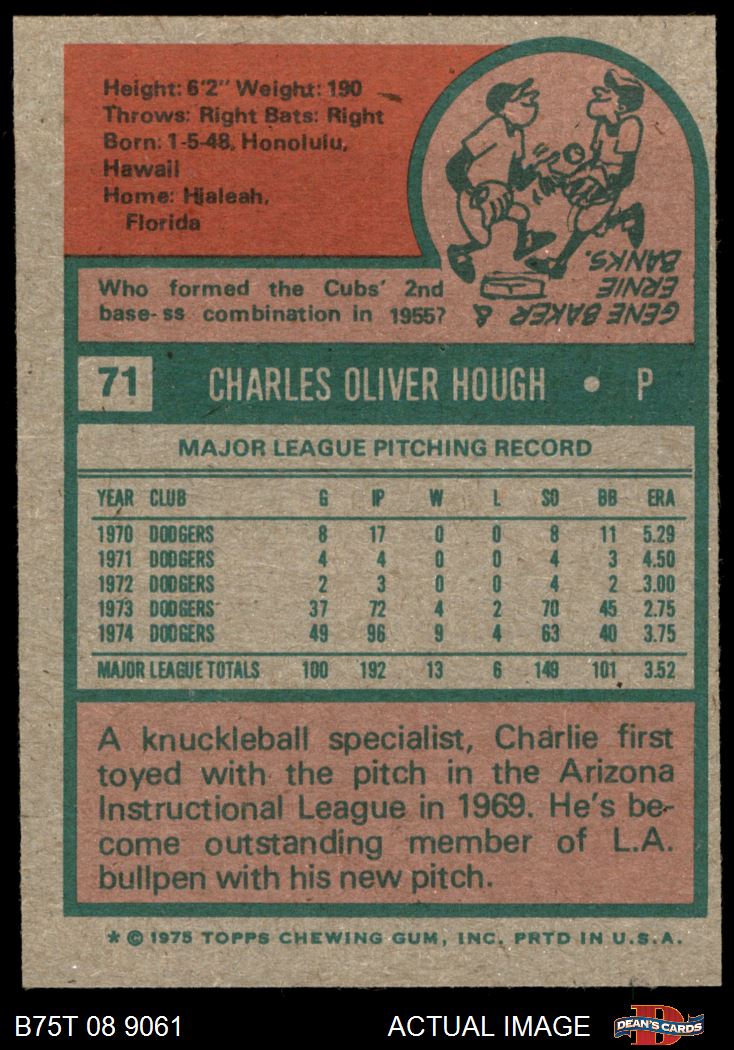 Height: 6'2" Weight: 190
Throws: Right Bats: Right
Born: 1-5-48, Honolulu,
Hawaii
Home: Hialeah,
Florida
Who formed the Cubs' 2nd
base-ss combination in 1955?
GENE BAKER &
ERNIE
BANKS.
71 CHARLES OLIVER HOUGH • P
MAJOR LEAGUE PITCHING RECORD
YEAR CLUB G IP W L SO BB ERA
1970 DODGERS 8 17 0 0 8 11 5.29
1971 DODGERS 4 4 0 0 4 3 4.50
1972 DODGERS 2 3 0 0 4 2 3.00
1973 DODGERS 37 72 4 2 70 45 2.75
1974 DODGERS 49 96 9 4 63 40 3.75
MAJOR LEAGUE TOTALS 100 192 13 6 149 101 3.52
A knuckleball specialist, Charlie first
toyed with the pitch in the Arizona
Instructional League in 1969. He's be-
come outstanding member of L.A.
bullpen with his new pitch.
* © 1975 TOPPS CHEWING GUM, INC. PRTD IN U.S.A.
B75T 08 9061 ACTUAL IMAGE DEAN'S CARDS